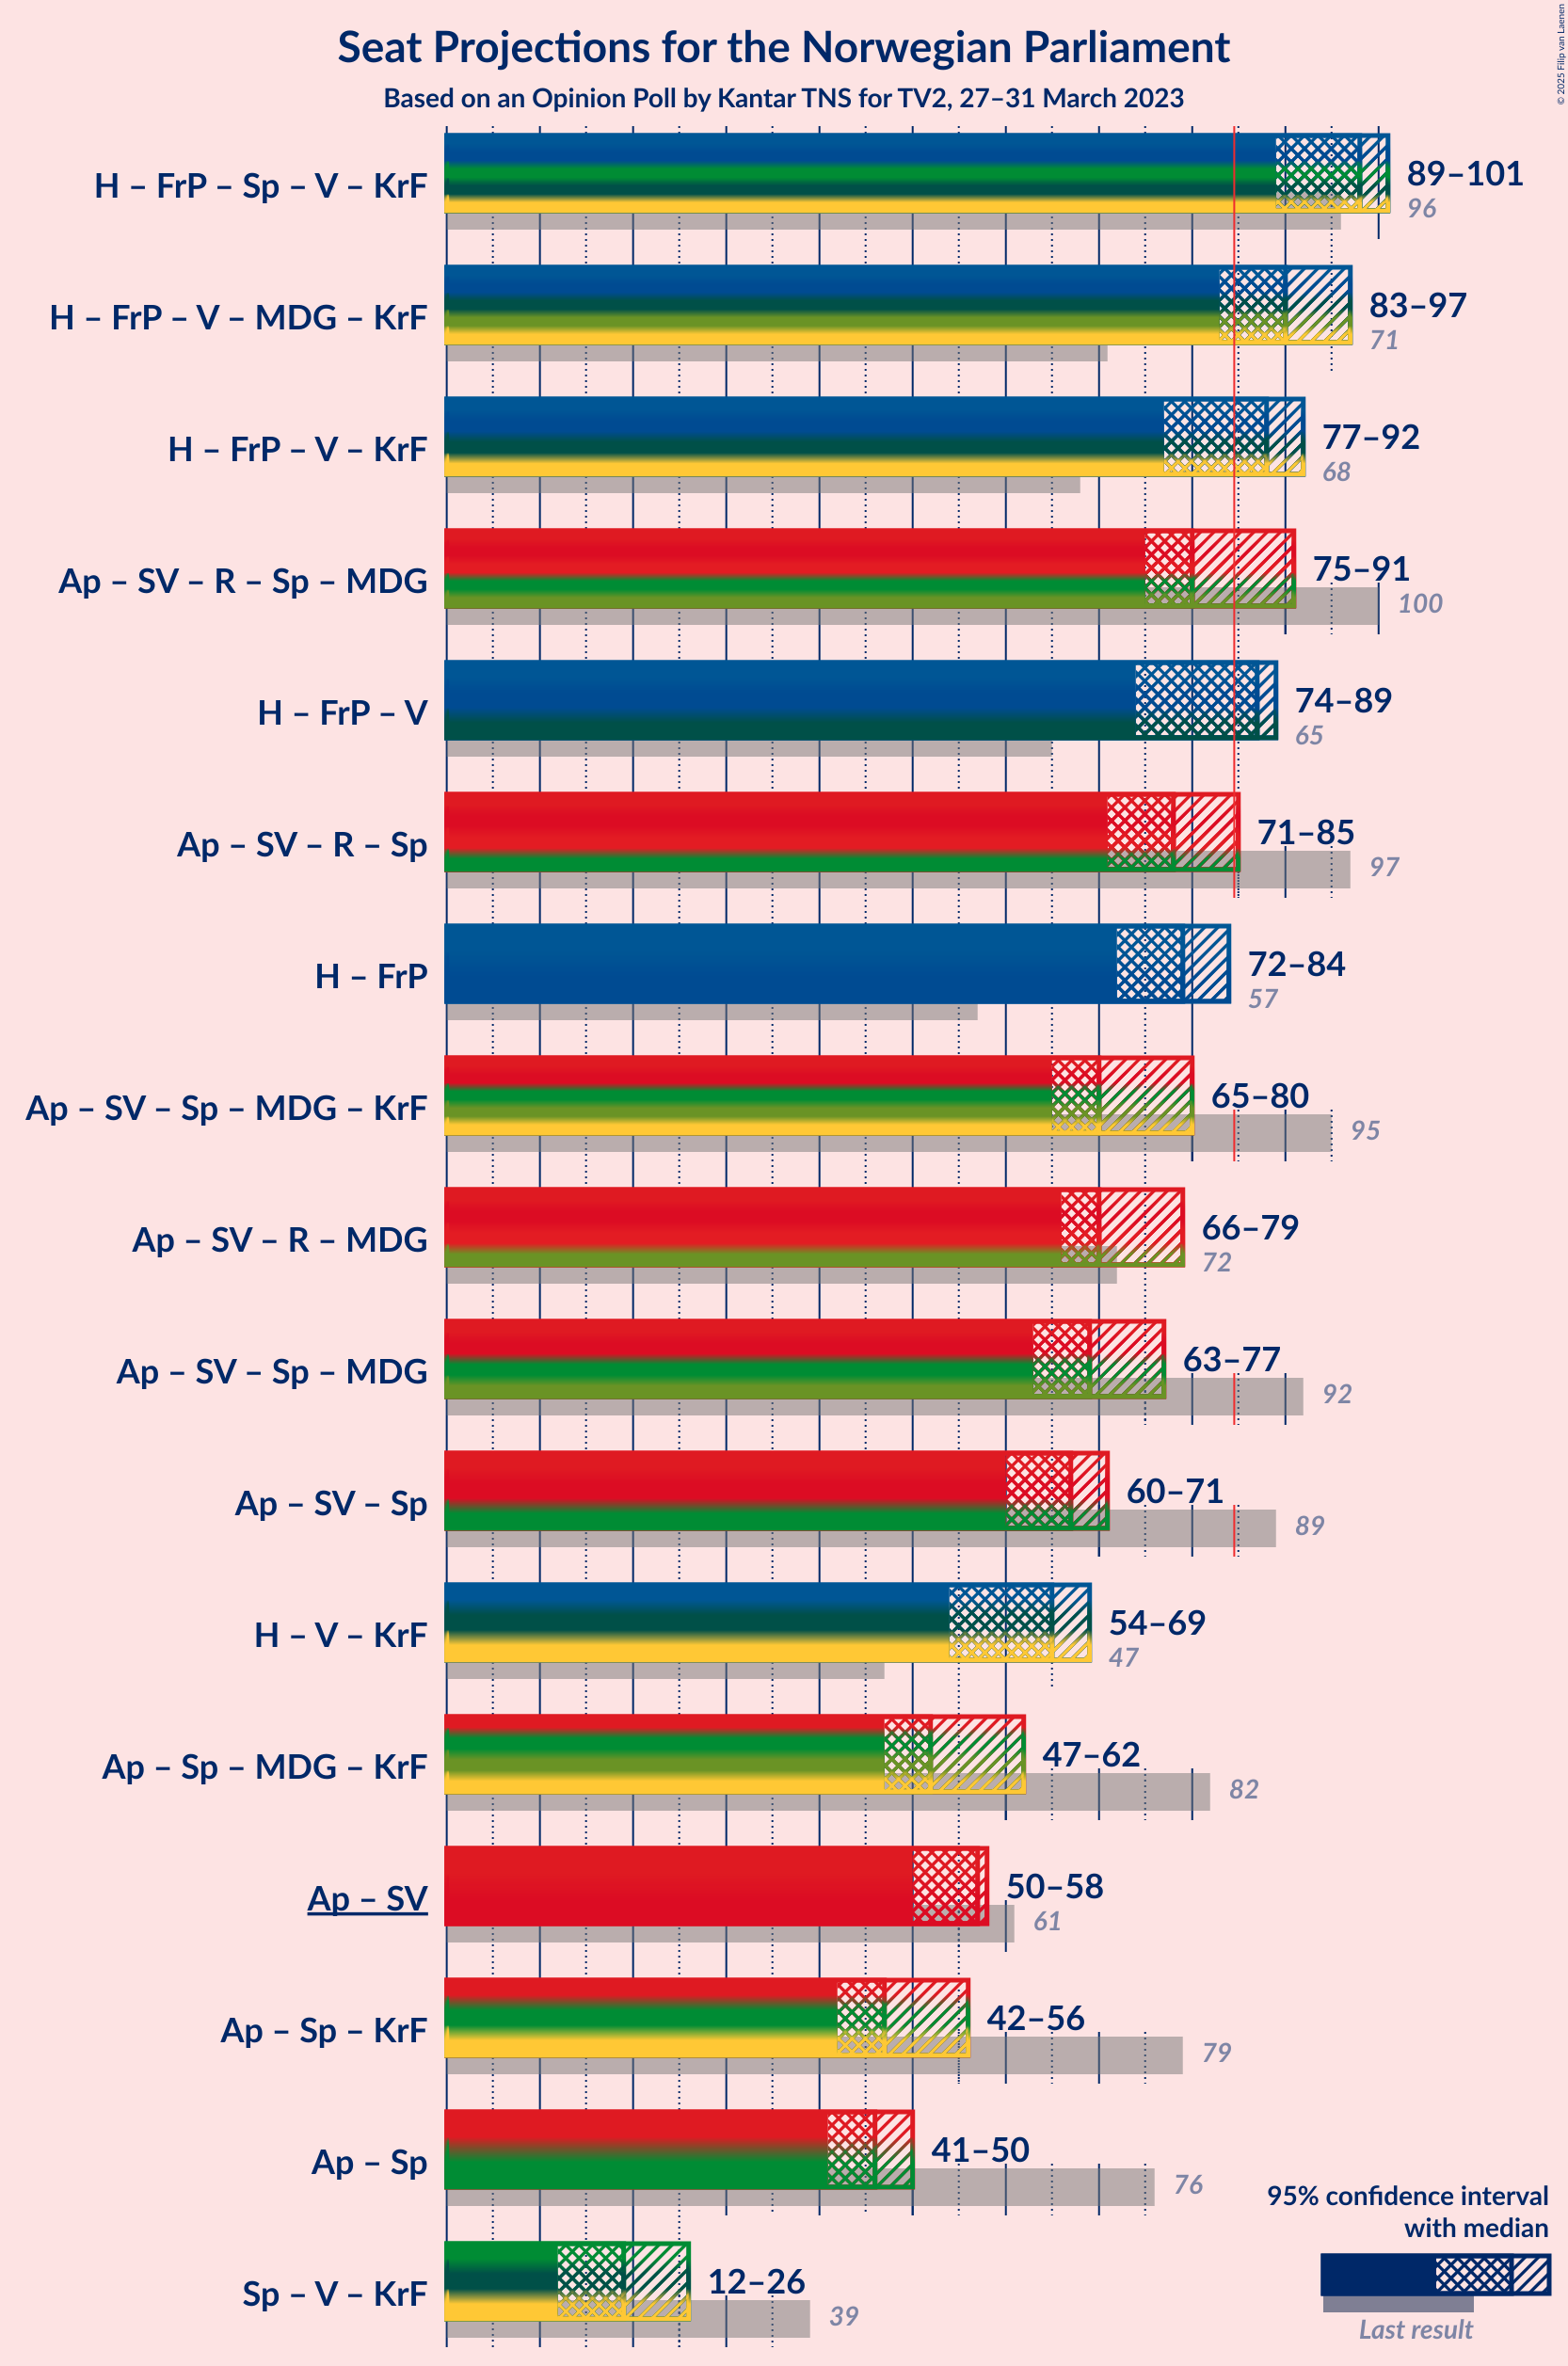 Seat Projections for the Norwegian Parliament
Based on an Opinion Poll by Kantar TNS for TV2, 27–31 March 2023
© 2025 Filip van Laenen
H – FrP – Sp – V – KrF
89–101
96
H – FrP – V – MDG – KrF
83–97
71
H – FrP – V – KrF
77–92
68
Ap – SV – R – Sp – MDG
75–91
100
H – FrP – V
74–89
65
Ap – SV – R – Sp
71–85
97
H – FrP
72–84
57
Ap – SV – Sp – MDG – KrF
65–80
95
Ap – SV – R – MDG
66–79
72
Ap – SV – Sp – MDG
63–77
92
Ap – SV – Sp
60–71
89
H – V – KrF
54–69
47
Ap – Sp – MDG – KrF
47–62
82
Ap – SV
50–58
61
Ap – Sp – KrF
42–56
79
Ap – Sp
41–50
76
Sp – V – KrF
12–26
39
95% confidence interval
with median
Last result